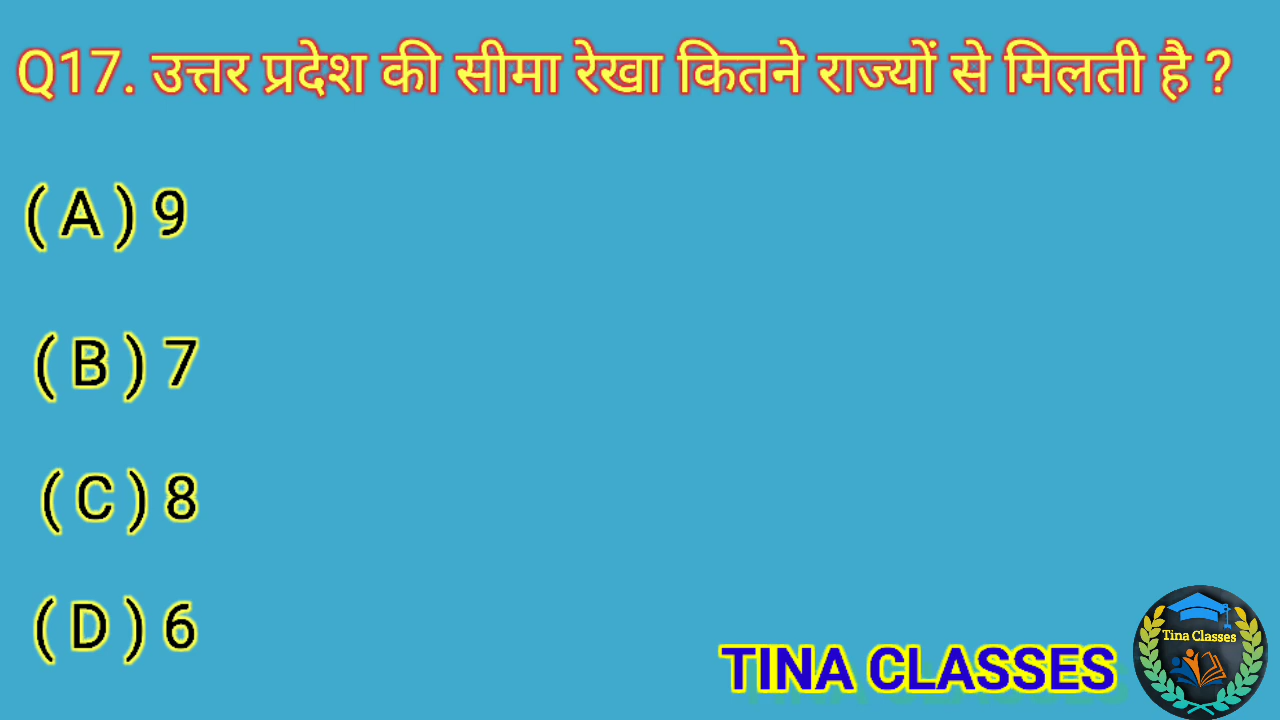 Q17. उत्तर प्रदेश की सीमा रेखा कितने राज्यों से मिलती है ?
( A ) 9
( B ) 7
( C ) 8
( D ) 6
TINA CLASSES
Tina Classes